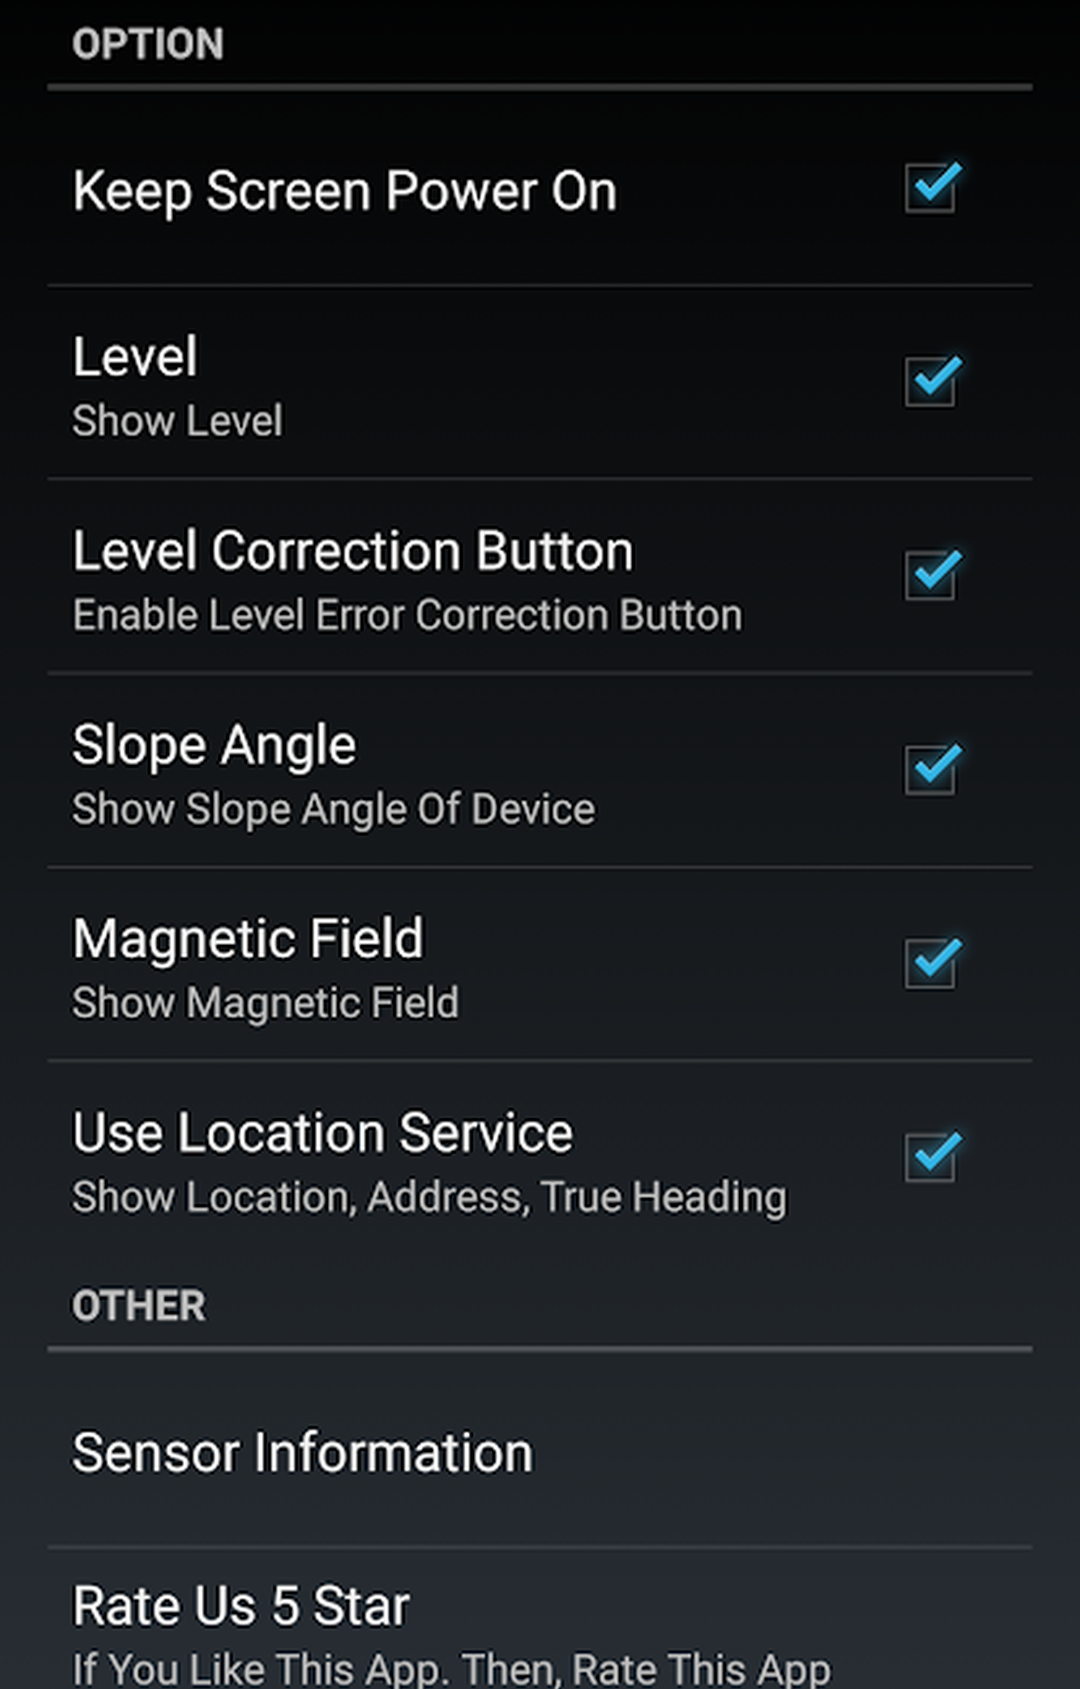 OPTION
Keep Screen Power On
Level
Show Level
Level Correction Button
Enable Level Error Correction Button
Slope Angle
Show Slope Angle Of Device
Magnetic Field
Show Magnetic Field
Use Location Service
Show Location, Address, True Heading
OTHER
Sensor Information
Rate Us 5 Star
If You Like This App. Then, Rate This App